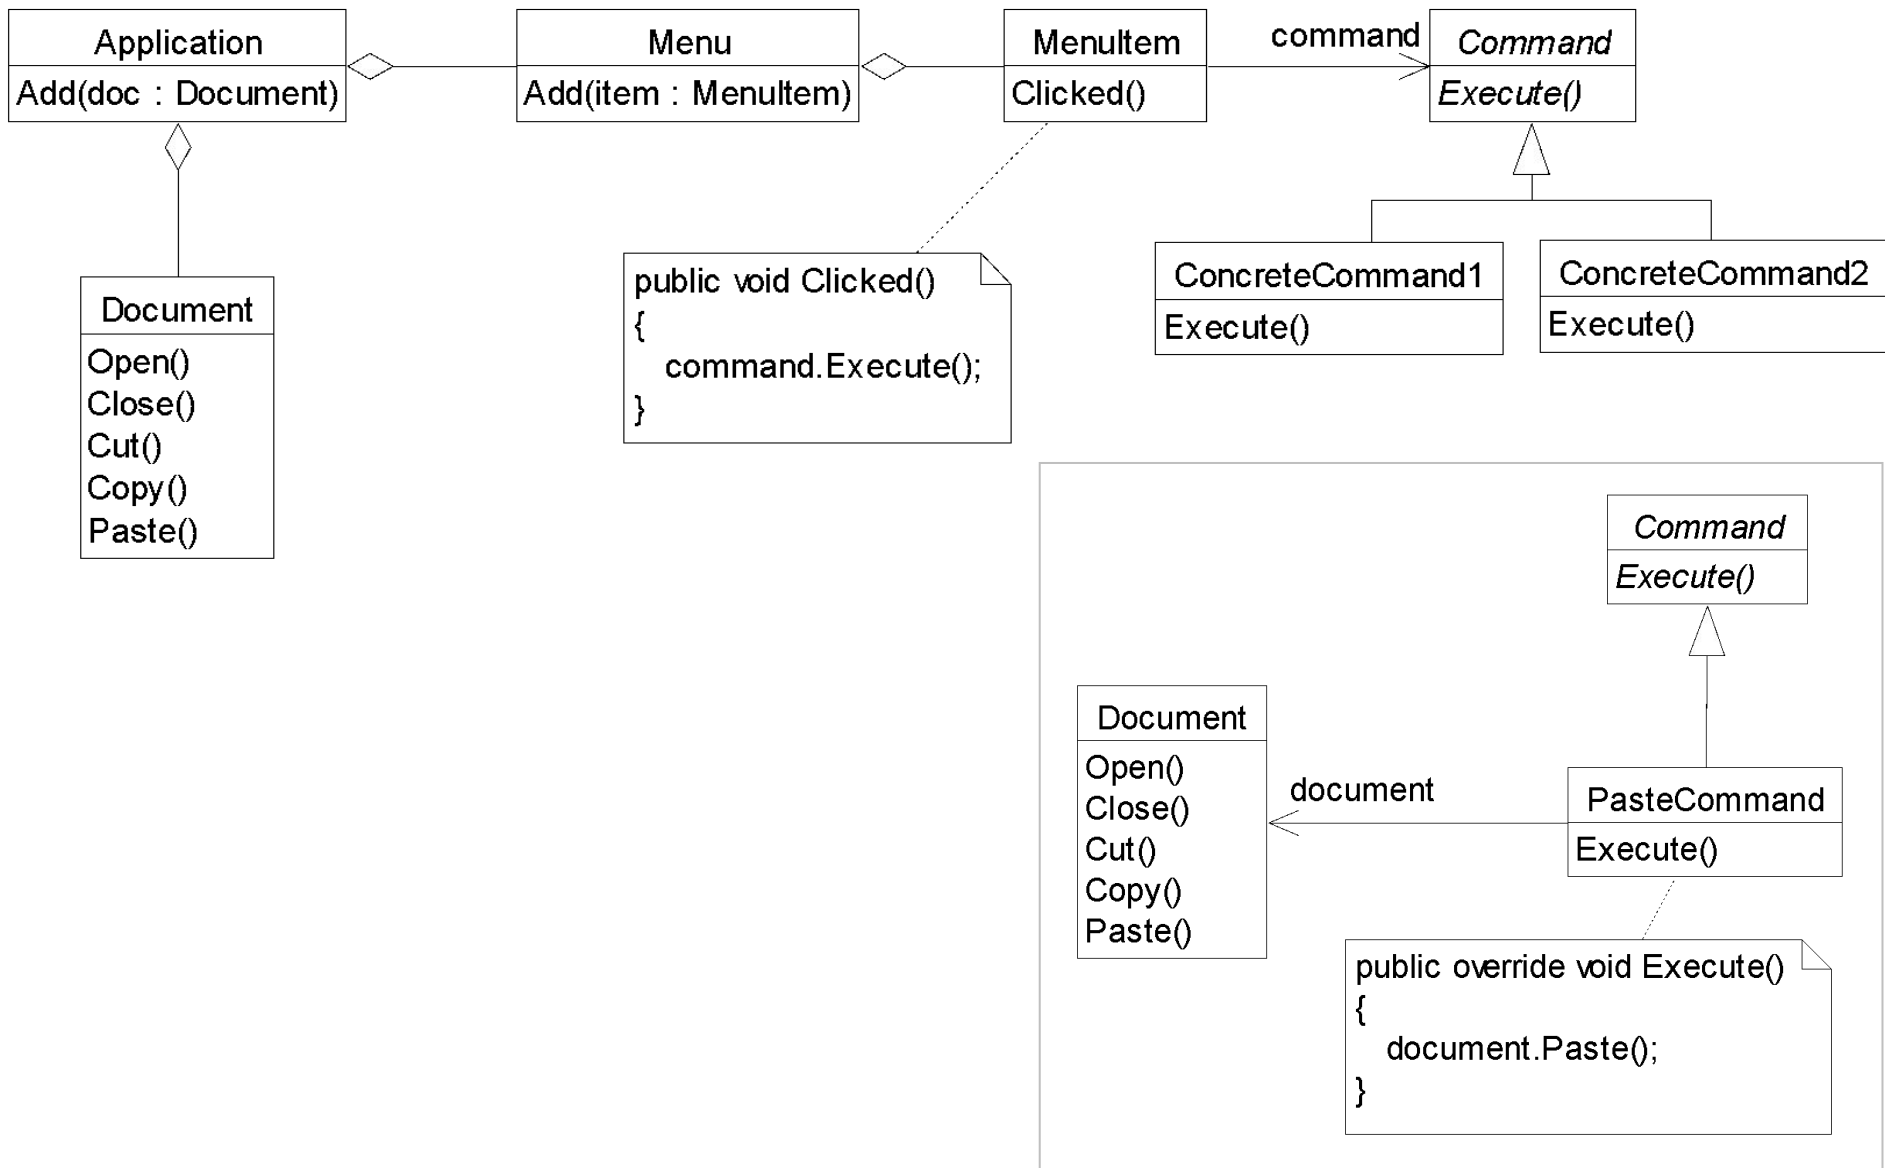 Application
Add(doc : Document)
Menu
Add(item : MenuItem)
MenuItem
Clicked()
command
Command
Execute()
public void Clicked()
{
command.Execute();
}
ConcreteCommand1
Execute()
ConcreteCommand2
Execute()
Document
Open()
Close()
Cut()
Copy()
Paste()
Command
Execute()
Document
Open()
Close()
Cut()
Copy()
Paste()
document
PasteCommand
Execute()
public override void Execute()
{
document.Paste();
}